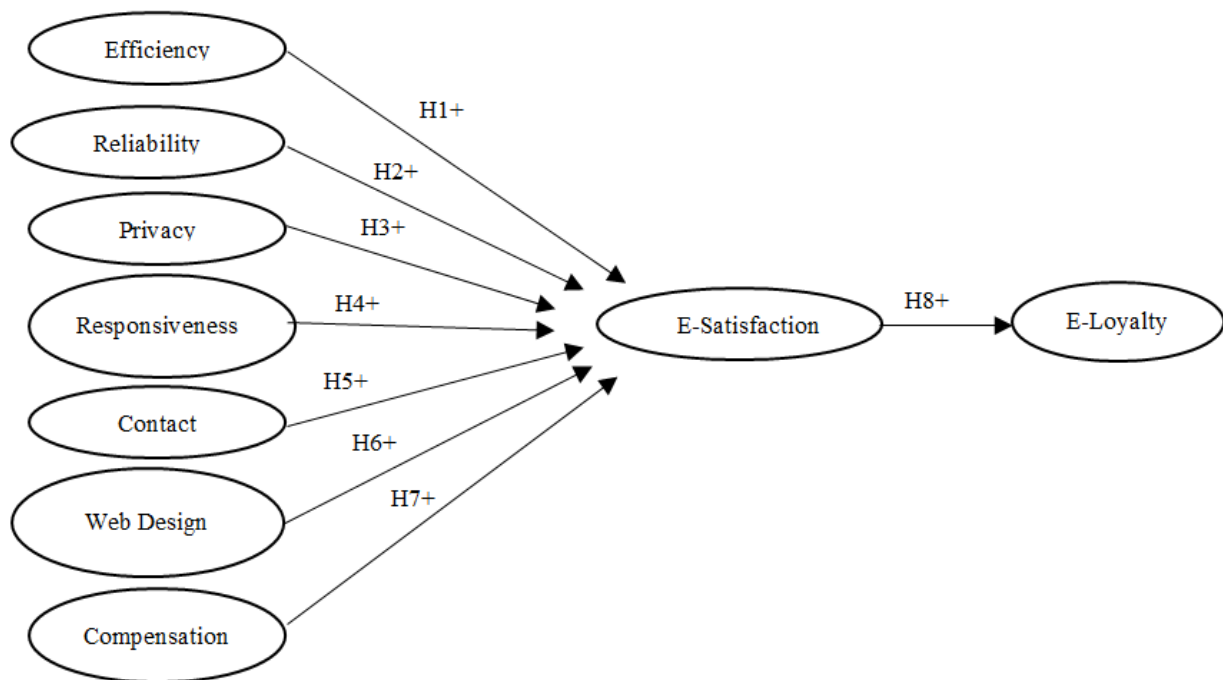 Efficiency
H1+
Reliability
H2+
Privacy
H3+
Responsiveness
H4+
E-Satisfaction
H8+
E-Loyalty
Contact
H5+
Web Design
H6+
Compensation
H7+